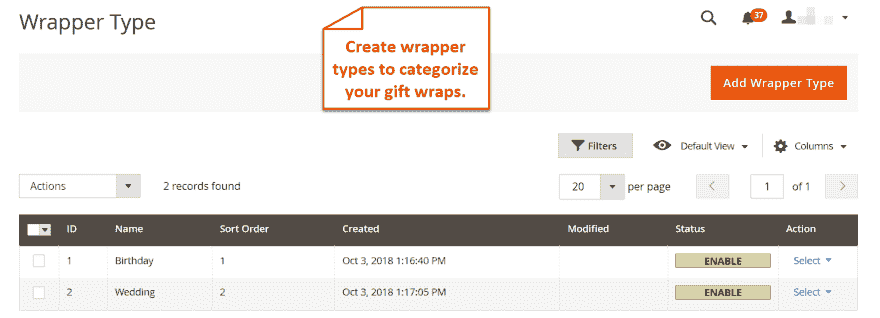 Wrapper Type
37
Create wrapper
types to categorize
your gift wraps.
Add Wrapper Type
Filters
Default View
Columns
Actions
2 records found
20
per page
1
of 1
ID Name Sort Order Created Modified Status Action
1 Birthday 1 Oct 3, 2018 1:16:40 PM ENABLE Select
2 Wedding 2 Oct 3, 2018 1:17:05 PM ENABLE Select